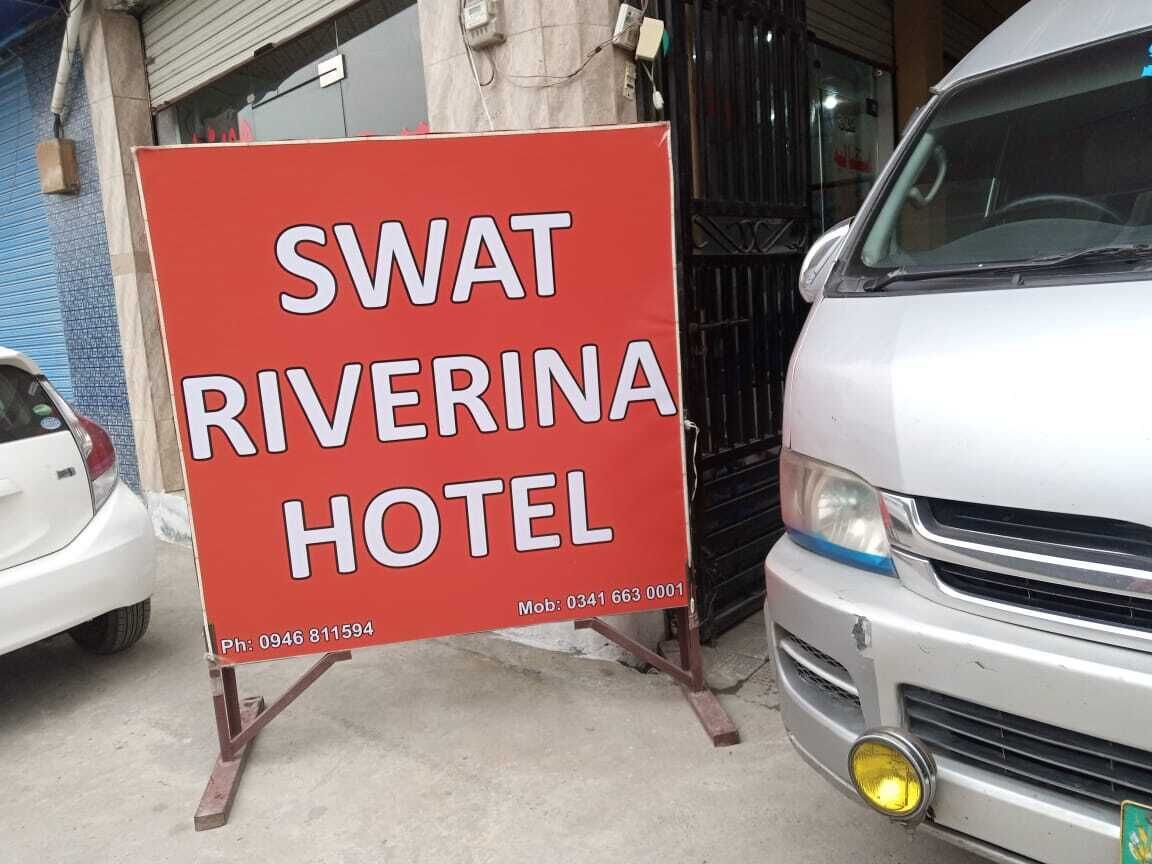 SWAT
RIVERINA
HOTEL
Mob: 0341 663 0001
Ph: 0946 811594